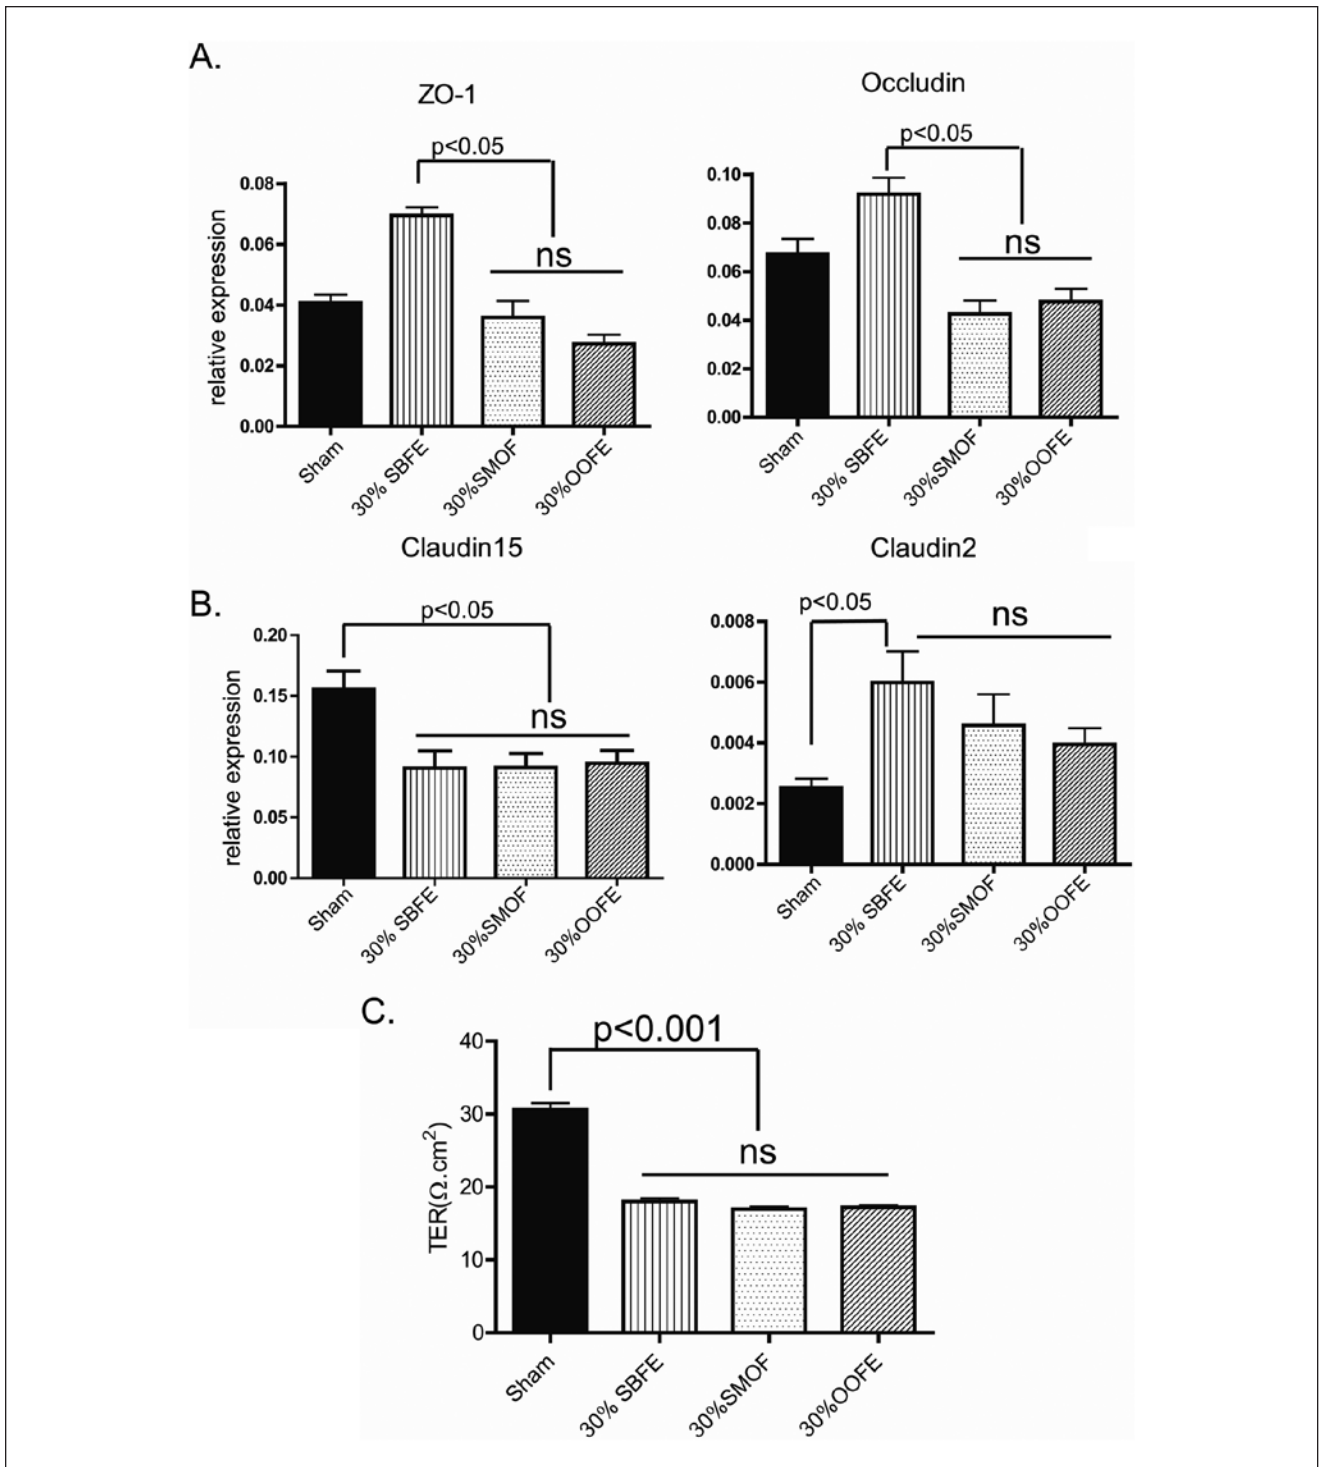 A.
ZO-1
p<0.05
ns
relative expression
0.08
0.06
0.04
0.02
0.00
Sham
30% SBFE
30%SMOF
30%OOFE
Occludin
p<0.05
ns
0.10
0.08
0.06
0.04
0.02
0.00
Sham
30% SBFE
30%SMOF
30%OOFE
B.
Claudin15
p<0.05
ns
relative expression
0.20
0.15
0.10
0.05
0.00
Sham
30% SBFE
30%SMOF
30%OOFE
Claudin2
p<0.05
ns
0.008
0.006
0.004
0.002
0.000
Sham
30% SBFE
30%SMOF
30%OOFE
C.
p<0.001
ns
TER(Ω.cm²)
40
30
20
10
0
Sham
30% SBFE
30%SMOF
30%OOFE